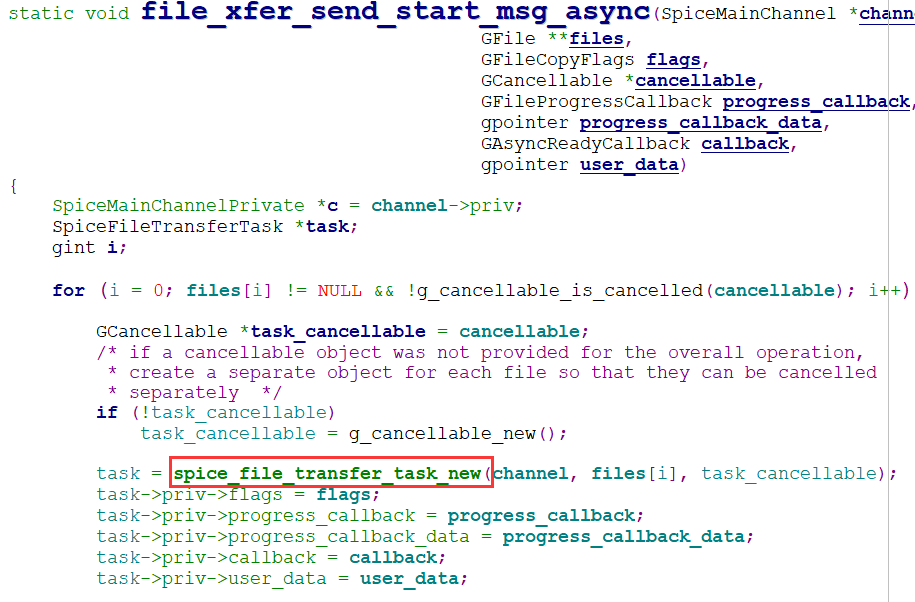 static void file_xfer_send_start_msg_async(SpiceMainChannel *chann
GFile **files,
GFileCopyFlags flags,
GCancellable *cancellable,
GFileProgressCallback progress_callback,
gpointer progress_callback_data,
GAsyncReadyCallback callback,
gpointer user_data)
{
SpiceMainChannelPrivate *c = channel->priv;
SpiceFileTransferTask *task;
gint i;
for (i = 0; files[i] != NULL && !g_cancellable_is_cancelled(cancellable); i++)
GCancellable *task_cancellable = cancellable;
/* if a cancellable object was not provided for the overall operation,
* create a separate object for each file so that they can be cancelled
* separately  */
if (!task_cancellable)
task_cancellable = g_cancellable_new();
task = spice_file_transfer_task_new(channel, files[i], task_cancellable);
task->priv->flags = flags;
task->priv->progress_callback = progress_callback;
task->priv->progress_callback_data = progress_callback_data;
task->priv->callback = callback;
task->priv->user_data = user_data;